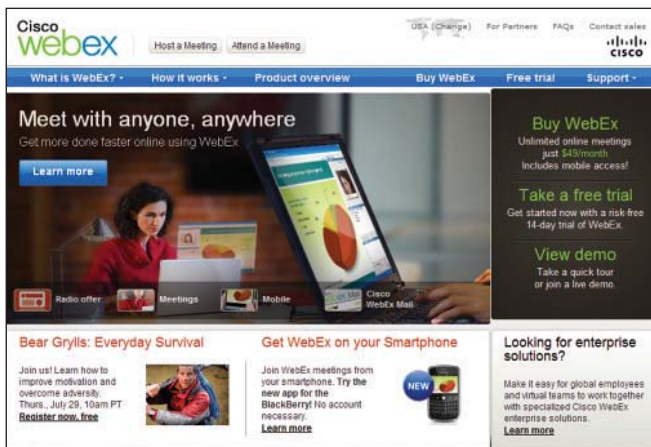 Cisco
webex
Host a Meeting
Attend a Meeting
USA (Change)
For Partners
FAQs
Contact sales
CISCO
What is WebEx?
How it works
Product overview
Buy WebEx
Free trial
Support
Meet with anyone, anywhere
Get more done faster online using WebEx
Learn more
Radio offer
Meetings
Mobile
Cisco
WebEx Mail
Buy WebEx
Unlimited online meetings
just $49/month
Includes mobile access!
Take a free trial
Get started now with a risk-free
14-day trial of WebEx.
View demo
Take a quick tour
or join a live demo.
Bear Grylls: Everyday Survival
Join us! Learn how to
improve motivation and
overcome adversity.
Thurs., July 29, 10am PT
Register now, free
Get WebEx on your Smartphone
Join WebEx meetings from
your smartphone. Try the
new app for the
BlackBerry! No account
necessary.
Learn more
NEW
Looking for enterprise
solutions?
Make it easy for global employees
and virtual teams to work together
with specialized Cisco WebEx
enterprise solutions.
Learn more